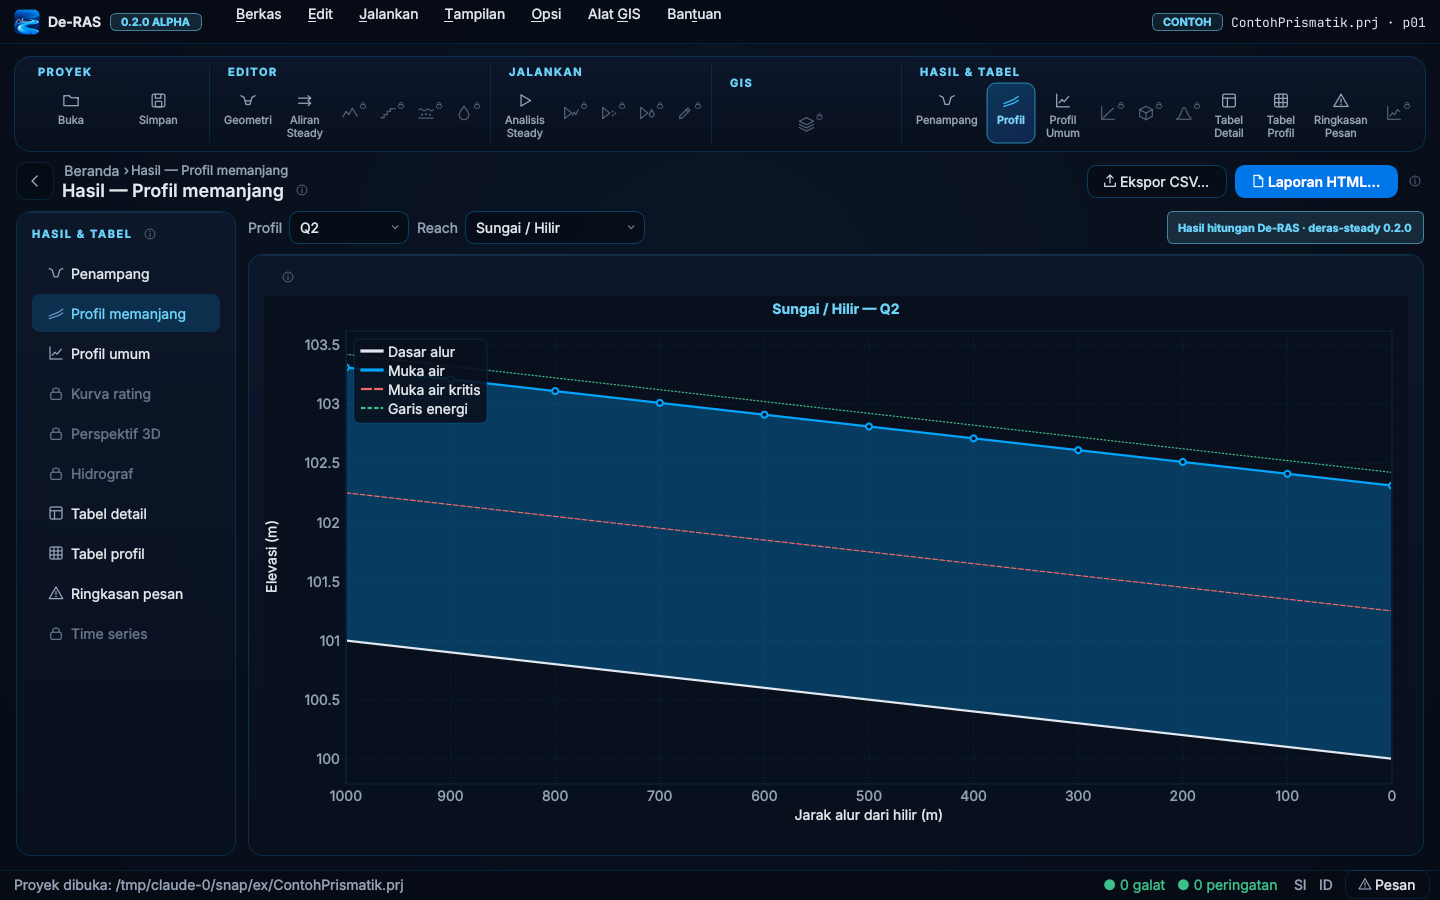 De-RAS
0.2.0 ALPHA
Berkas
Edit
Jalankan
Tampilan
Opsi
Alat GIS
Bantuan
CONTOH
ContohPrismatik.prj · p01
PROYEK
Buka
Simpan
EDITOR
Geometri
Aliran
Steady
JALANKAN
Analisis
Steady
GIS
HASIL & TABEL
Penampang
Profil
Profil
Umum
Tabel
Detail
Tabel
Profil
Ringkasan
Pesan
Beranda › Hasil — Profil memanjang
Hasil — Profil memanjang
Ekspor CSV...
Laporan HTML...
HASIL & TABEL
Penampang
Profil memanjang
Profil umum
Kurva rating
Perspektif 3D
Hidrograf
Tabel detail
Tabel profil
Ringkasan pesan
Time series
Profil
Q2
Reach
Sungai / Hilir
Hasil hitungan De-RAS · deras-steady 0.2.0
Sungai / Hilir — Q2
Dasar alur
Muka air
Muka air kritis
Garis energi
Elevasi (m)
103.5
103
102.5
102
101.5
101
100.5
100
1000
900
800
700
600
500
400
300
200
100
0
Jarak alur dari hilir (m)
Proyek dibuka: /tmp/claude-0/snap/ex/ContohPrismatik.prj
0 galat
0 peringatan
SI
ID
Pesan